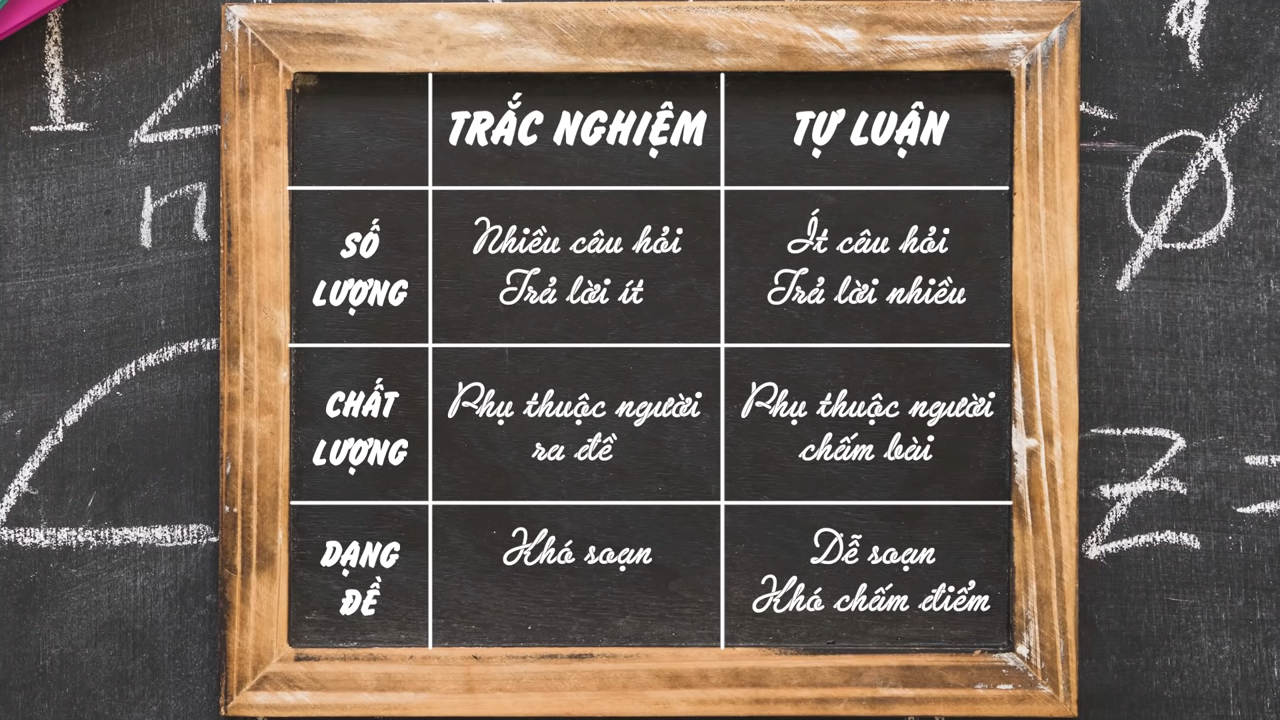 TRẮC NGHIỆM
TỰ LUẬN
SỐ
LƯỢNG
Nhiều câu hỏi
Trả lời ít
Ít câu hỏi
Trả lời nhiều
CHẤT
LƯỢNG
Phụ thuộc người
ra đề
Phụ thuộc người
chấm bài
DẠNG
ĐỀ
Khó soạn
Dễ soạn
Khó chấm điểm
12
n
Z =